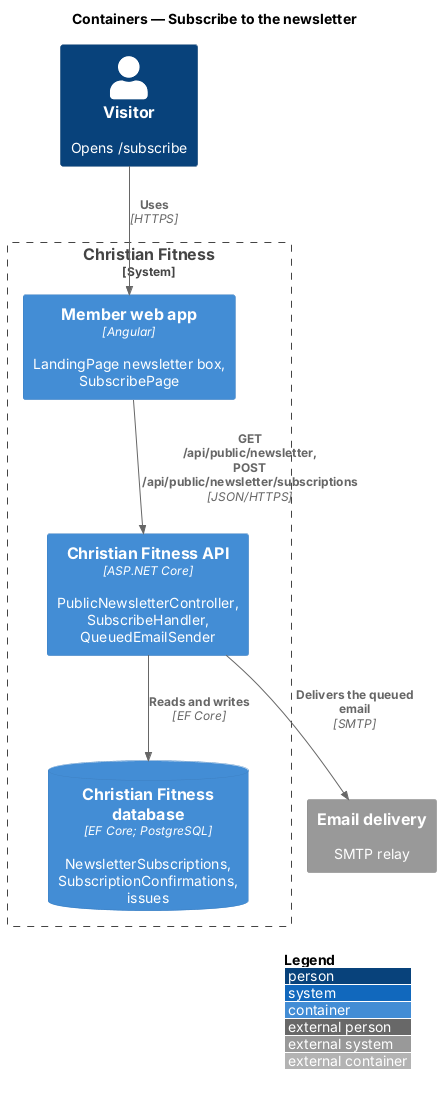 Containers — Subscribe to the newsletter
Visitor
Opens /subscribe
Uses
[HTTPS]
Christian Fitness
[System]
Member web app
[Angular]
LandingPage newsletter box,
SubscribePage
GET
/api/public/newsletter,
POST
/api/public/newsletter/subscriptions
[JSON/HTTPS]
Christian Fitness API
[ASP.NET Core]
PublicNewsletterController,
SubscribeHandler,
QueuedEmailSender
Reads and writes
[EF Core]
Delivers the queued
email
[SMTP]
Christian Fitness
database
[EF Core; PostgreSQL]
NewsletterSubscriptions,
SubscriptionConfirmations,
issues
Email delivery
SMTP relay
Legend
person
system
container
external person
external system
external container